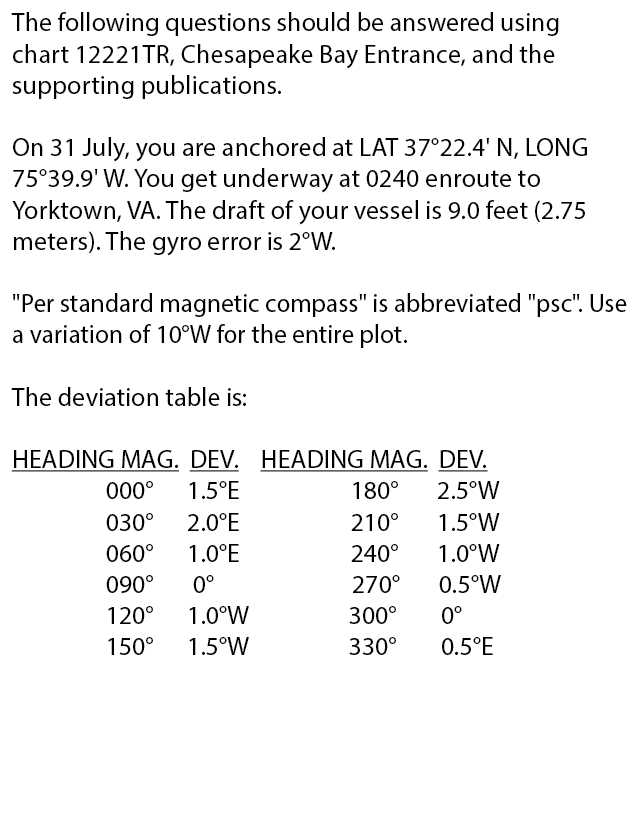 The following questions should be answered using
chart 12221TR, Chesapeake Bay Entrance, and the
supporting publications.
On 31 July, you are anchored at LAT 37°22.4' N, LONG
75°39.9' W. You get underway at 0240 enroute to
Yorktown, VA. The draft of your vessel is 9.0 feet (2.75
meters). The gyro error is 2°W.
"Per standard magnetic compass" is abbreviated "psc". Use
a variation of 10°W for the entire plot.
The deviation table is:
HEADING MAG. DEV. HEADING MAG. DEV.
000° 1.5°E 180° 2.5°W
030° 2.0°E 210° 1.5°W
060° 1.0°E 240° 1.0°W
090° 0° 270° 0.5°W
120° 1.0°W 300° 0°
150° 1.5°W 330° 0.5°E